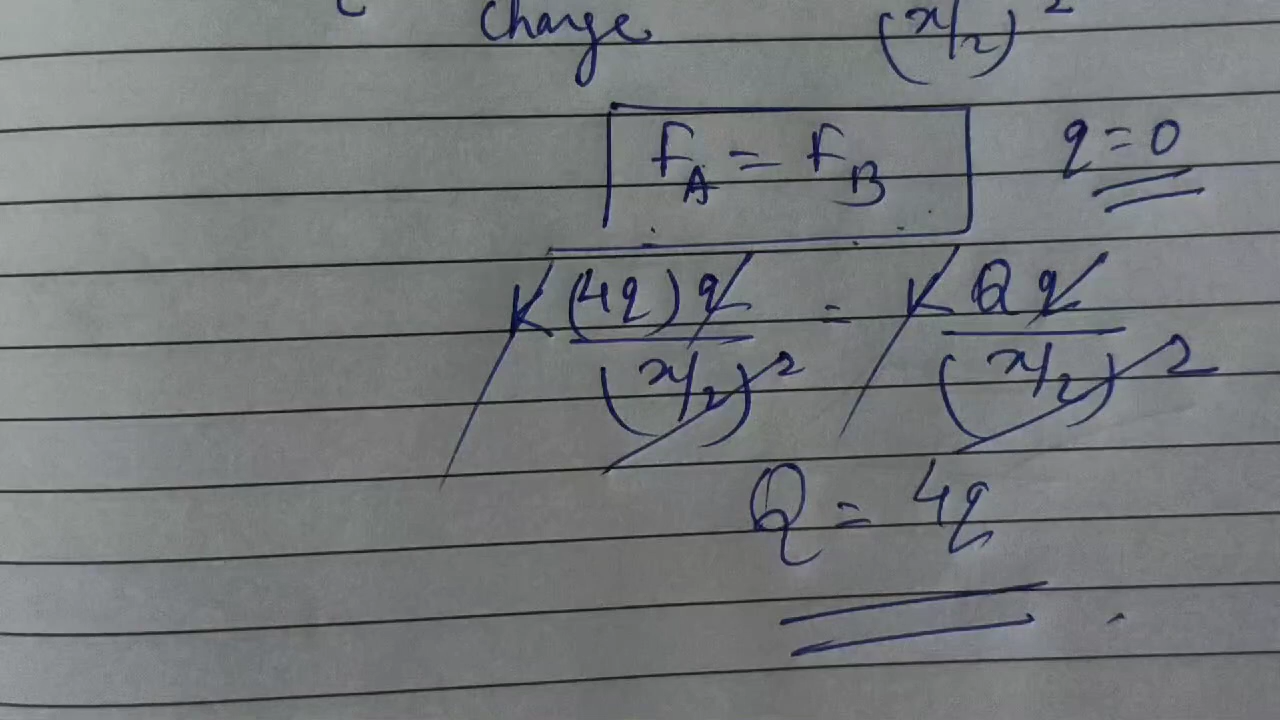 Charge (x/2)²
F_A = F_B q = 0
K(4q)q/(x/2)² = KQq/(x/2)²
Q = 4q